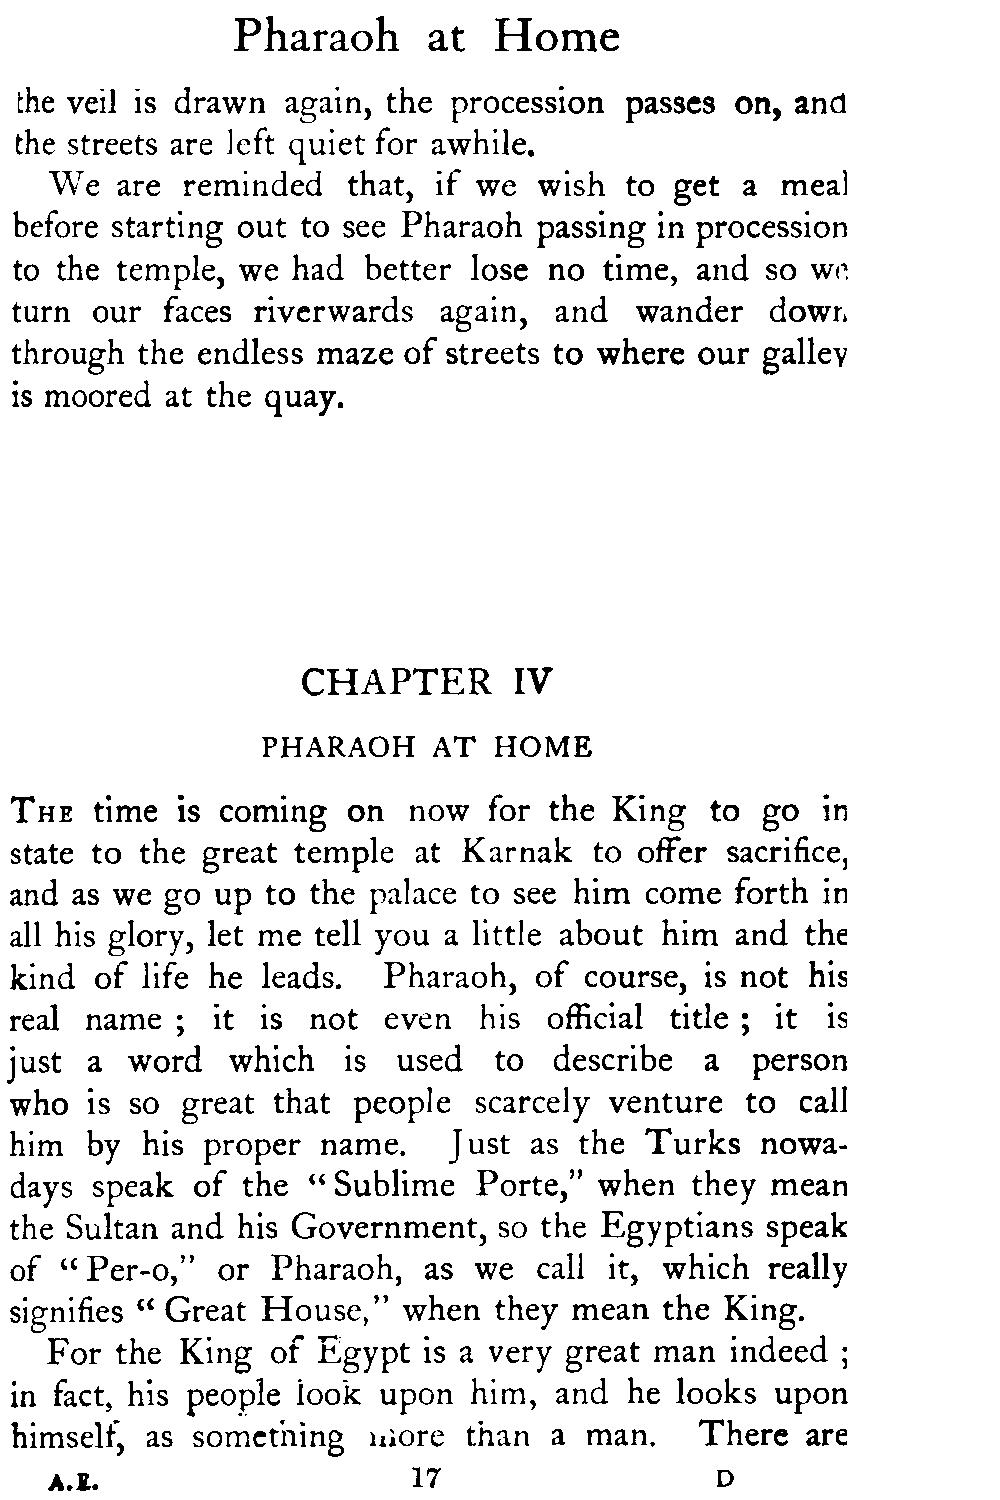 Pharaoh at Home
the veil is drawn again, the procession passes on, and
the streets are left quiet for awhile.
We are reminded that, if we wish to get a meal
before starting out to see Pharaoh passing in procession
to the temple, we had better lose no time, and so we
turn our faces riverwards again, and wander down
through the endless maze of streets to where our galley
is moored at the quay.
CHAPTER IV
PHARAOH AT HOME
THE time is coming on now for the King to go in
state to the great temple at Karnak to offer sacrifice,
and as we go up to the palace to see him come forth in
all his glory, let me tell you a little about him and the
kind of life he leads. Pharaoh, of course, is not his
real name ; it is not even his official title ; it is
just a word which is used to describe a person
who is so great that people scarcely venture to call
him by his proper name. Just as the Turks nowa-
days speak of the “Sublime Porte,” when they mean
the Sultan and his Government, so the Egyptians speak
of “Per-o,” or Pharaoh, as we call it, which really
signifies “Great House,” when they mean the King.
For the King of Egypt is a very great man indeed ;
in fact, his people look upon him, and he looks upon
himself, as something more than a man. There are
A.E. 17 D